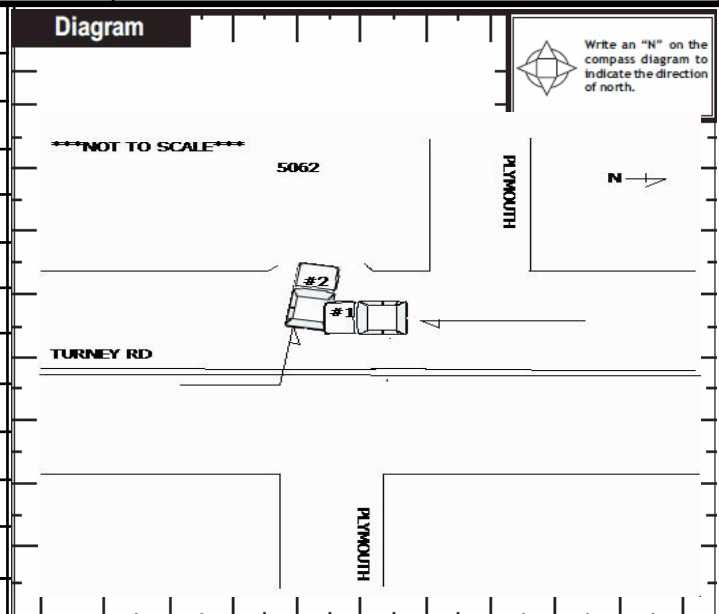 Diagram
Write an “N” on the
compass diagram to
indicate the direction
of north.
***NOT TO SCALE***
5062
PLYMOUTH
N
#2
#1
TURNEY RD
PLYMOUTH